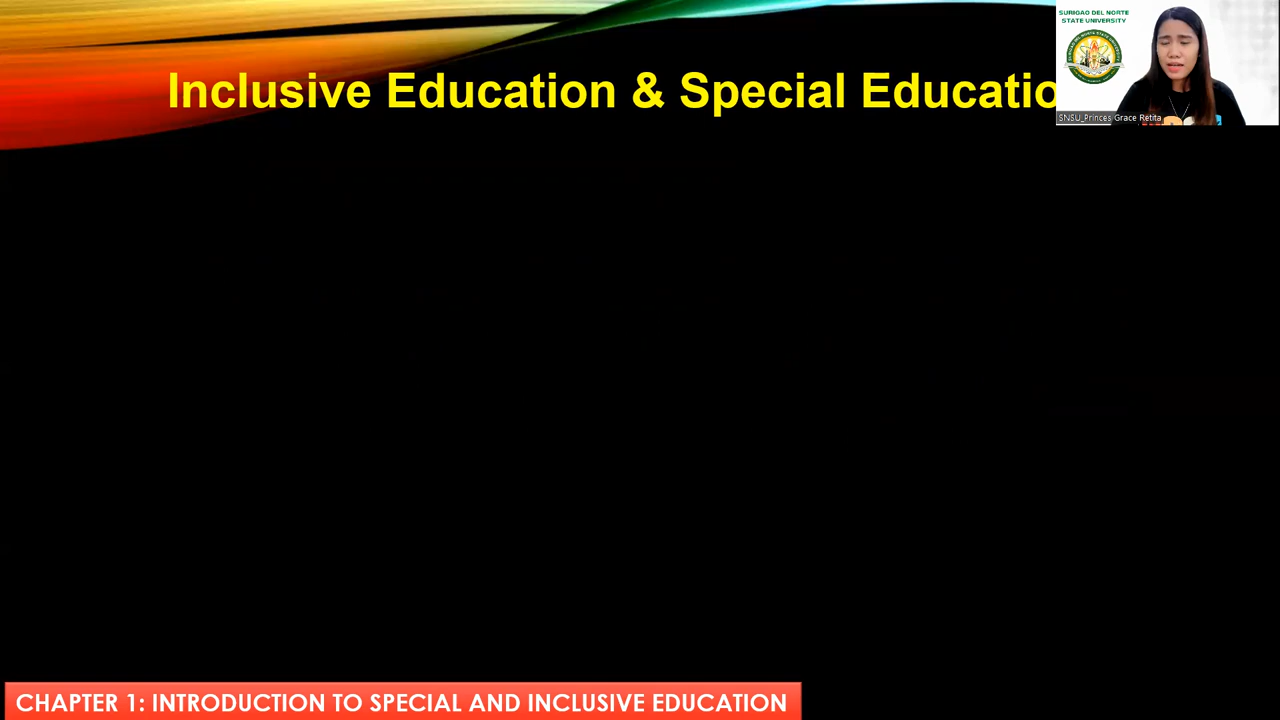 SURIGAO DEL NORTE
STATE UNIVERSITY
Inclusive Education & Special Educatio
SNSU_Princes Grace Retita
CHAPTER 1: INTRODUCTION TO SPECIAL AND INCLUSIVE EDUCATION